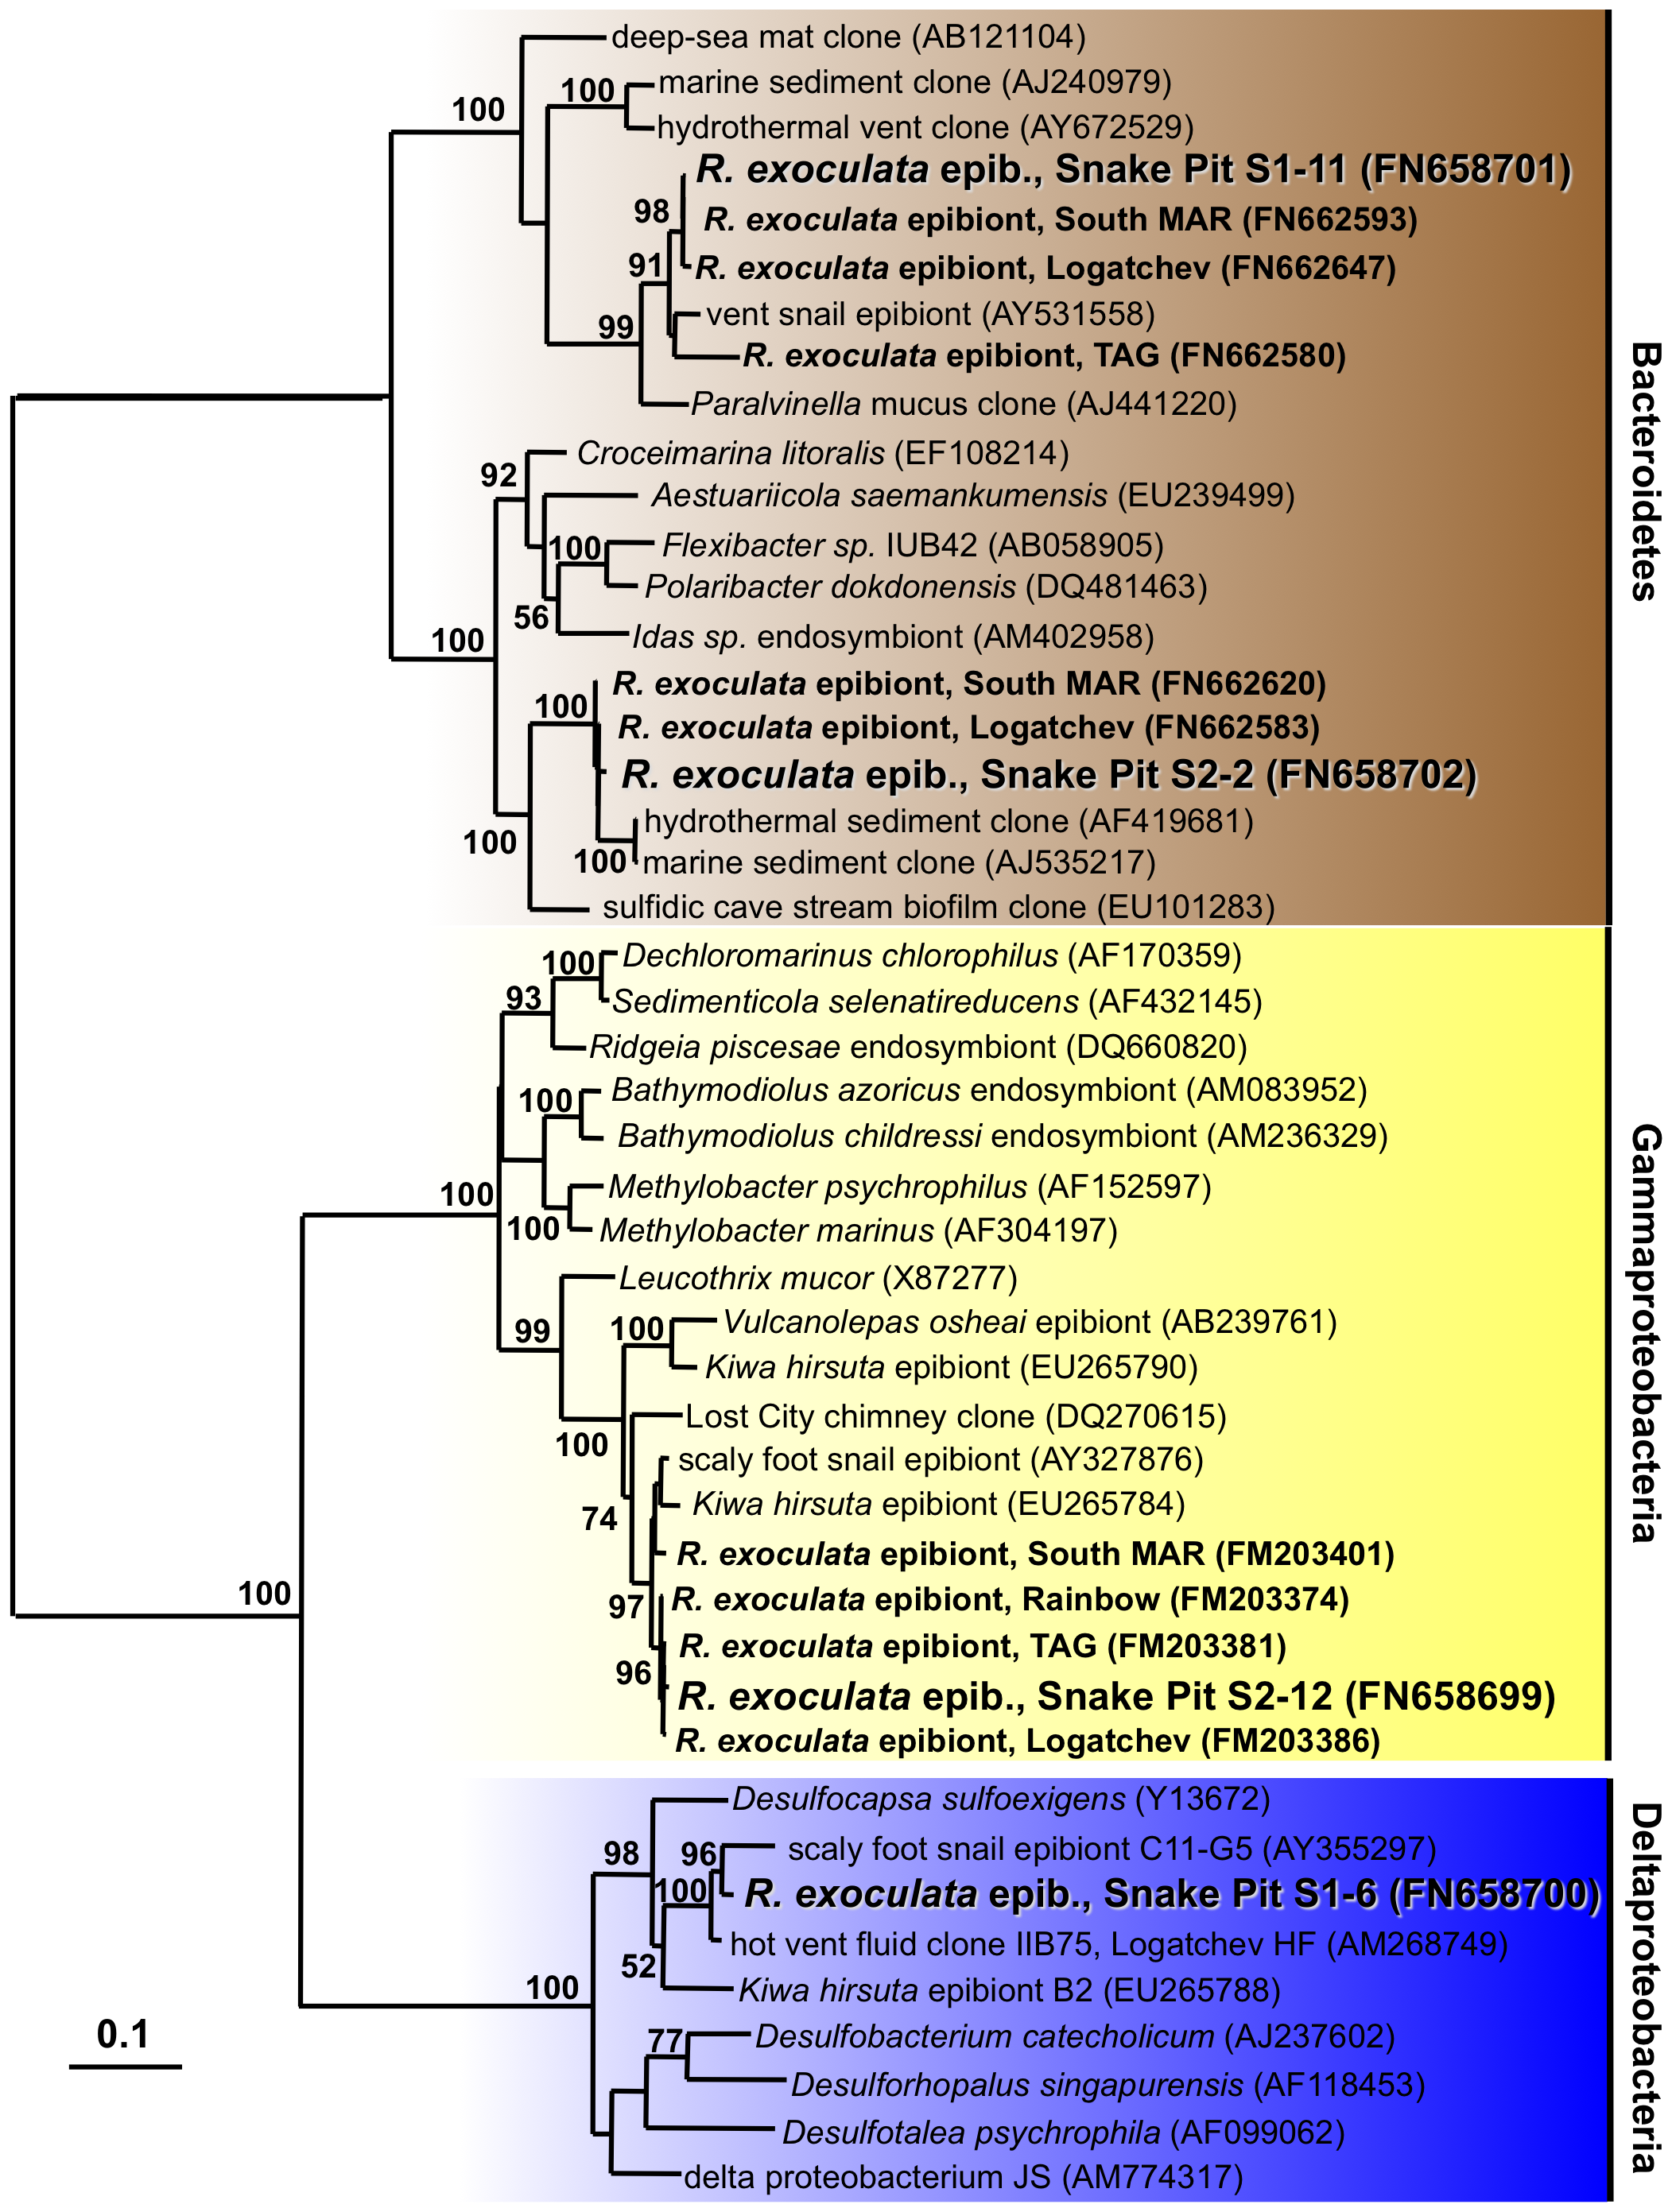 deep-sea mat clone (AB121104)
100
100
marine sediment clone (AJ240979)
hydrothermal vent clone (AY672529)
R. exoculata epib., Snake Pit S1-11 (FN658701)
98
R. exoculata epibiont, South MAR (FN662593)
91
R. exoculata epibiont, Logatchev (FN662647)
vent snail epibiont (AY531558)
99
R. exoculata epibiont, TAG (FN662580)
Paralvinella mucus clone (AJ441220)
Bacteroidetes
Croceimarina litoralis (EF108214)
92
Aestuariicola saemankumensis (EU239499)
100
Flexibacter sp. IUB42 (AB058905)
Polaribacter dokdonensis (DQ481463)
56
100
Idas sp. endosymbiont (AM402958)
R. exoculata epibiont, South MAR (FN662620)
100
R. exoculata epibiont, Logatchev (FN662583)
R. exoculata epib., Snake Pit S2-2 (FN658702)
hydrothermal sediment clone (AF419681)
100
100
marine sediment clone (AJ535217)
sulfidic cave stream biofilm clone (EU101283)
100
Dechloromarinus chlorophilus (AF170359)
93
Sedimenticola selenatireducens (AF432145)
Ridgeia piscesae endosymbiont (DQ660820)
100
Bathymodiolus azoricus endosymbiont (AM083952)
Bathymodiolus childressi endosymbiont (AM236329)
100
Methylobacter psychrophilus (AF152597)
100
Methylobacter marinus (AF304197)
Gammaproteobacteria
Leucothrix mucor (X87277)
99
100
Vulcanolepas osheai epibiont (AB239761)
Kiwa hirsuta epibiont (EU265790)
Lost City chimney clone (DQ270615)
100
scaly foot snail epibiont (AY327876)
74
Kiwa hirsuta epibiont (EU265784)
R. exoculata epibiont, South MAR (FM203401)
100
97
R. exoculata epibiont, Rainbow (FM203374)
R. exoculata epibiont, TAG (FM203381)
96
R. exoculata epib., Snake Pit S2-12 (FN658699)
R. exoculata epibiont, Logatchev (FM203386)
Desulfocapsa sulfoexigens (Y13672)
98
96
scaly foot snail epibiont C11-G5 (AY355297)
100
R. exoculata epib., Snake Pit S1-6 (FN658700)
hot vent fluid clone IIB75, Logatchev HF (AM268749)
52
100
Kiwa hirsuta epibiont B2 (EU265788)
Deltaproteobacteria
0.1
77
Desulfobacterium catecholicum (AJ237602)
Desulforhopalus singapurensis (AF118453)
Desulfotalea psychrophila (AF099062)
delta proteobacterium JS (AM774317)